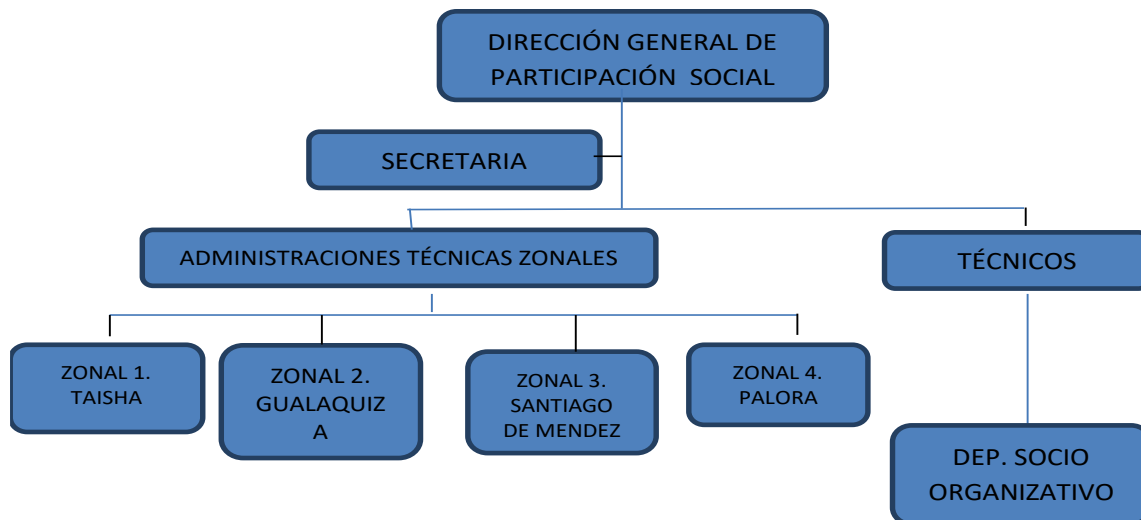 DIRECCIÓN GENERAL DE
PARTICIPACIÓN SOCIAL
SECRETARIA
ADMINISTRACIONES TÉCNICAS ZONALES
TÉCNICOS
ZONAL 1.
TAISHA
ZONAL 2.
GUALAQUIZ
A
ZONAL 3.
SANTIAGO
DE MENDEZ
ZONAL 4.
PALORA
DEP. SOCIO
ORGANIZATIVO